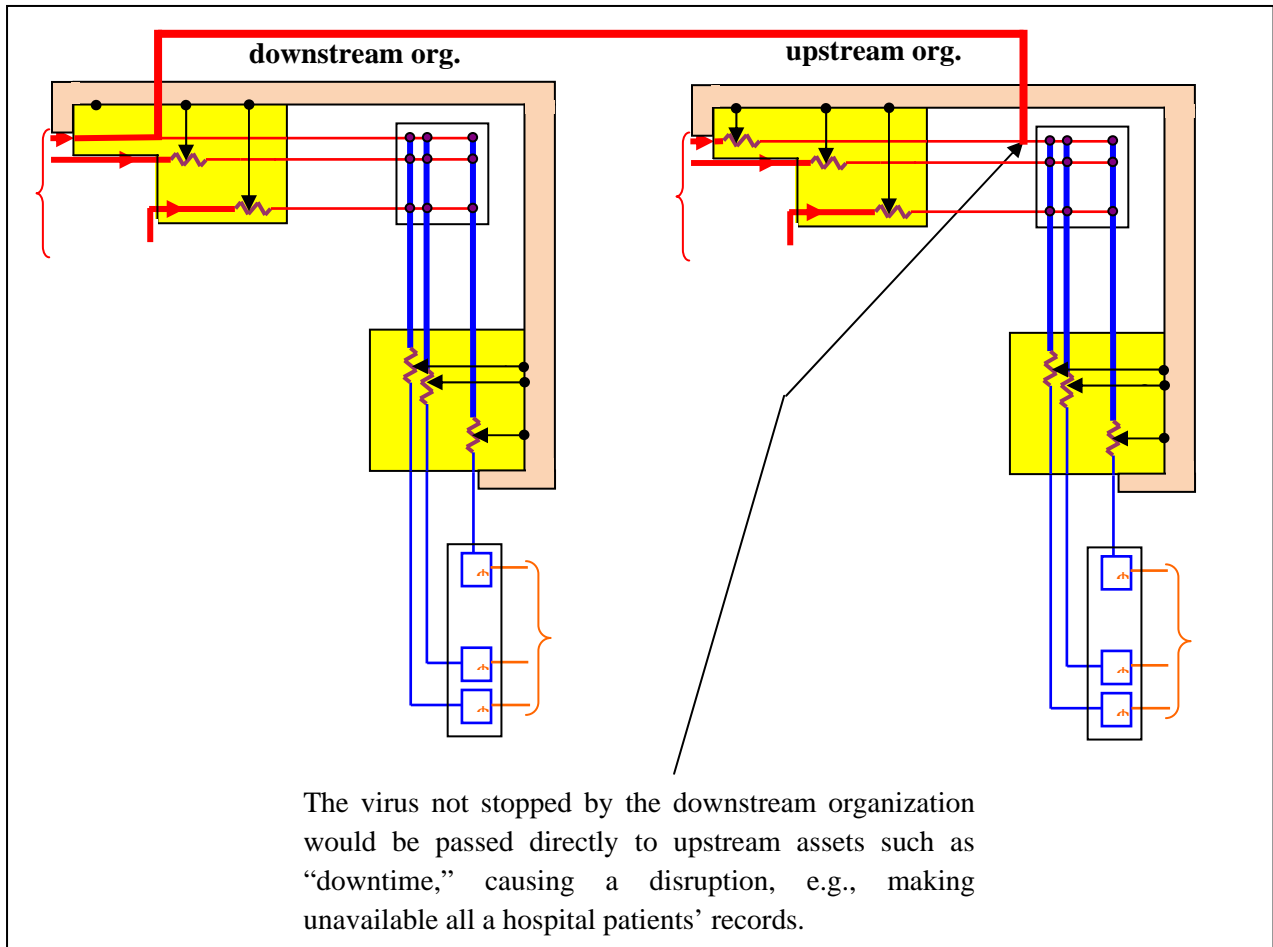 downstream org.
upstream org.
The virus not stopped by the downstream organization
would be passed directly to upstream assets such as
“downtime,” causing a disruption, e.g., making
unavailable all a hospital patients’ records.